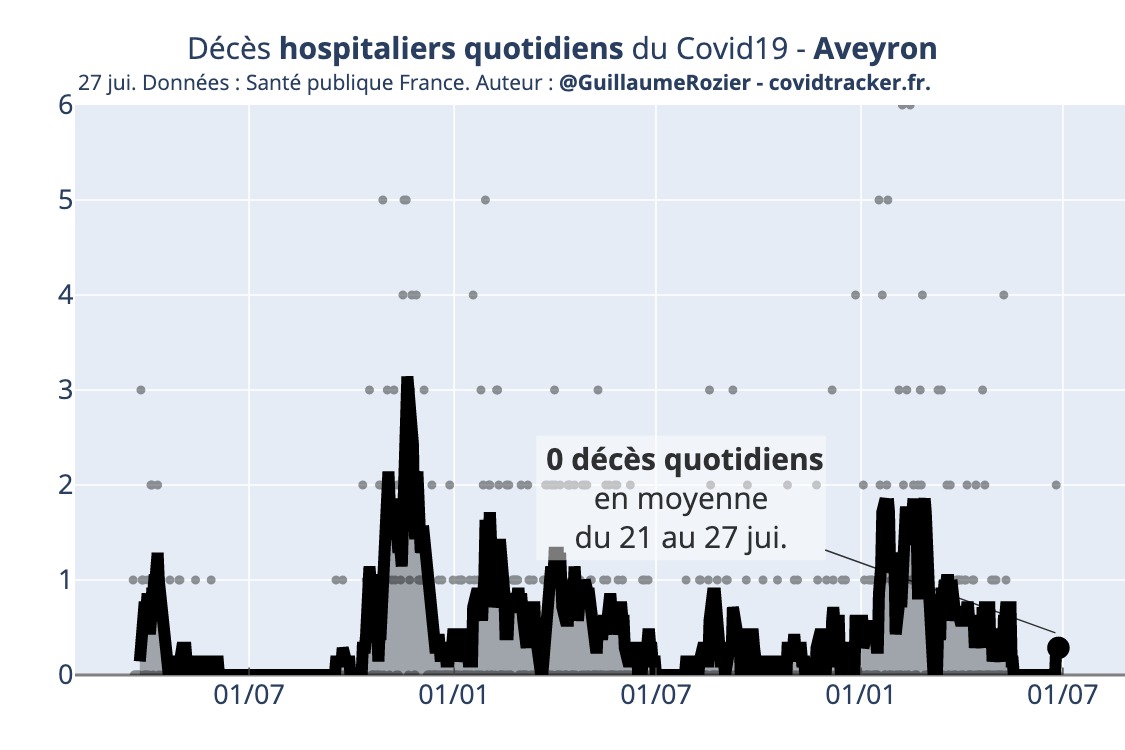 Décès hospitaliers quotidiens du Covid19 - Aveyron
27 jui. Données : Santé publique France. Auteur : @GuillaumeRozier - covidtracker.fr.
6
5
4
3
2
1
0
0 décès quotidiens
en moyenne
du 21 au 27 jui.
01/07
01/01
01/07
01/01
01/07